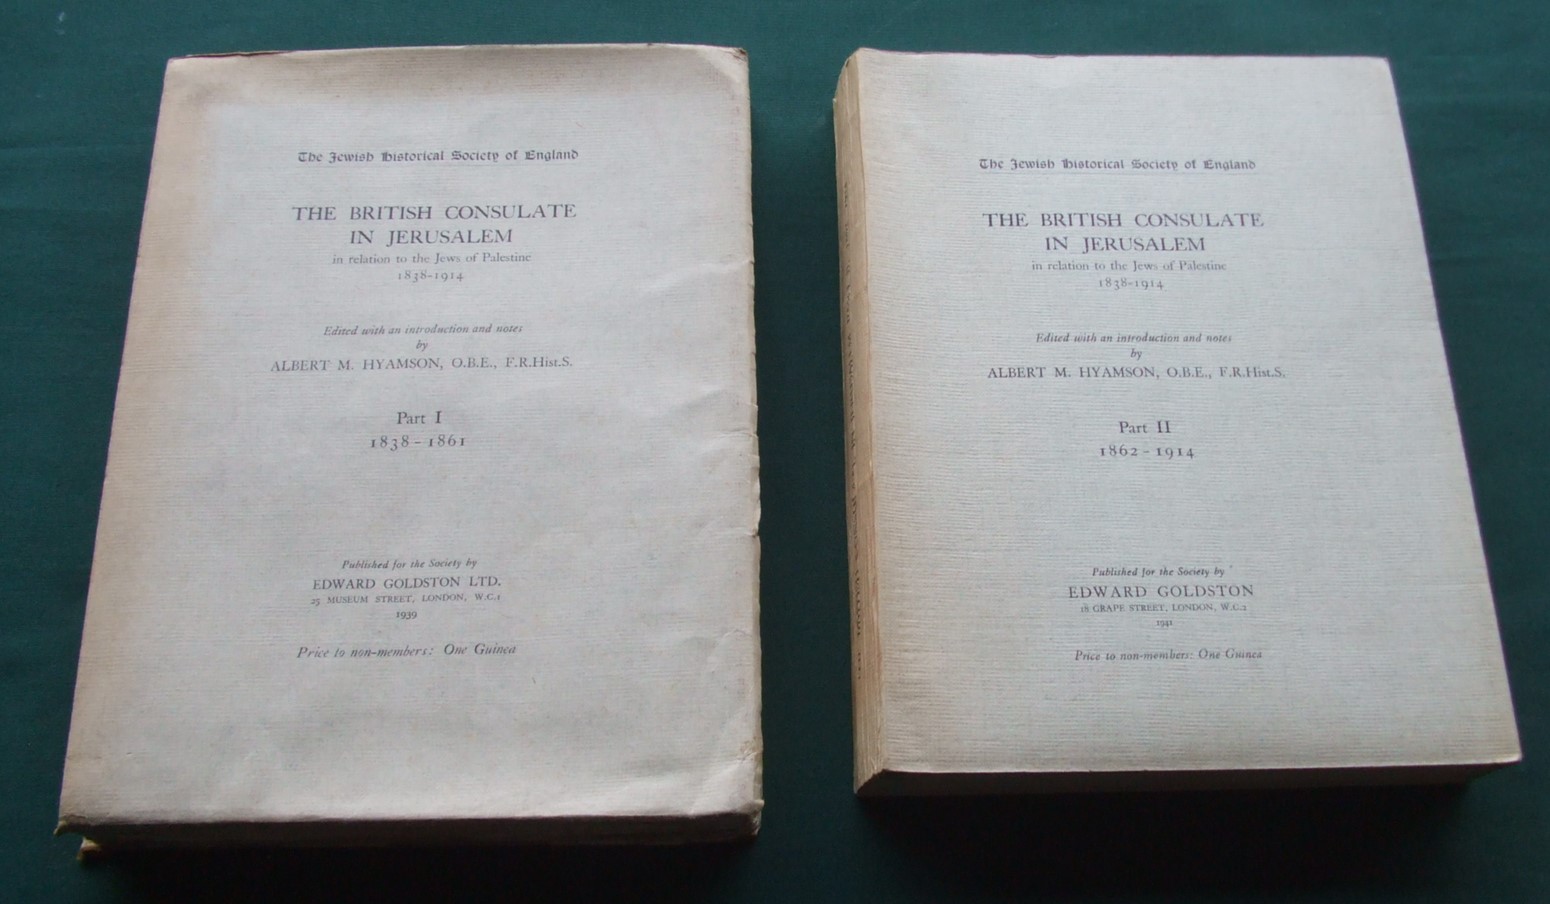 The Jewish Historical Society of England
THE BRITISH CONSULATE
IN JERUSALEM
in relation to the Jews of Palestine
1838-1914
Edited with an introduction and notes
by
ALBERT M. HYAMSON, O.B.E., F.R.Hist.S.
Part I
1838 - 1861
Published for the Society by
EDWARD GOLDSTON LTD.
25 MUSEUM STREET, LONDON, W.C.1
1939
Price to non-members: One Guinea
The Jewish Historical Society of England
THE BRITISH CONSULATE
IN JERUSALEM
in relation to the Jews of Palestine
1838-1914
Edited with an introduction and notes
by
ALBERT M. HYAMSON, O.B.E., F.R.Hist.S.
Part II
1862 - 1914
Published for the Society by
EDWARD GOLDSTON
18 GRAPE STREET, LONDON, W.C.2
1941
Price to non-members: One Guinea